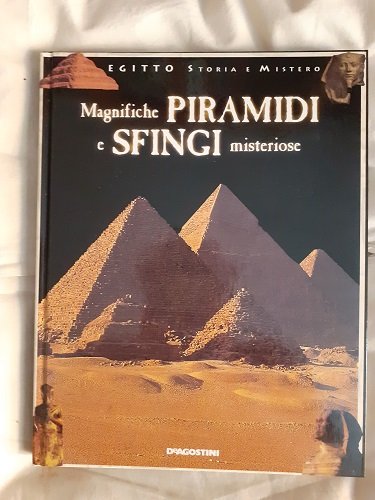 EGITTO STORIA E MISTERO
Magnifiche PIRAMIDI
e SFINGI misteriose
DEAGOSTINI